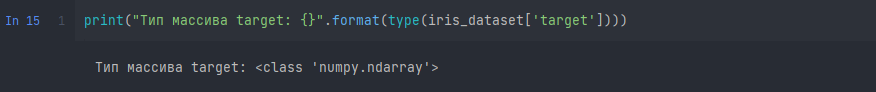 In 15 1 print("Тип массива target: {}".format(type(iris_dataset['target'])))
Тип массива target: <class 'numpy.ndarray'>